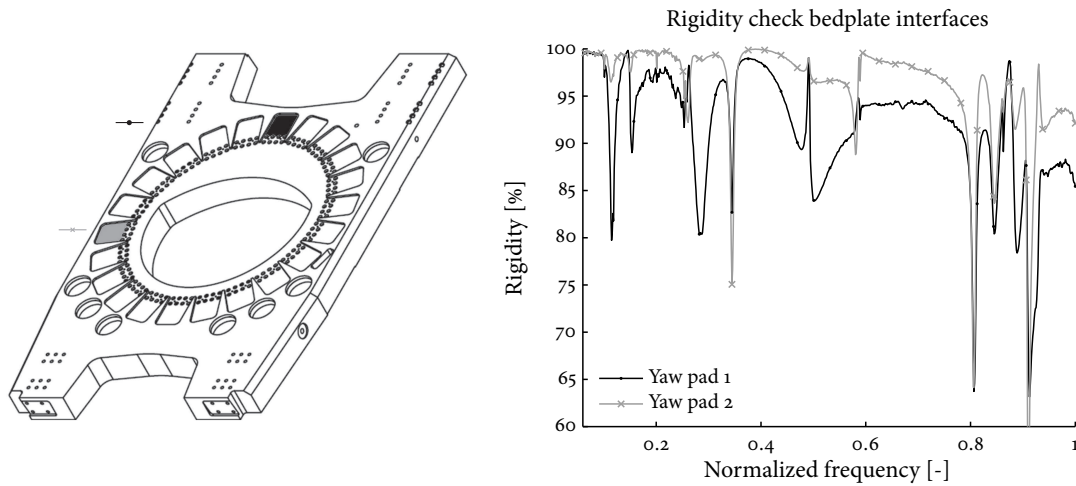 Rigidity check bedplate interfaces
100
95
90
85
80
75
70
65
60
Rigidity [%]
Yaw pad 1
Yaw pad 2
0.2 0.4 0.6 0.8 1
Normalized frequency [-]